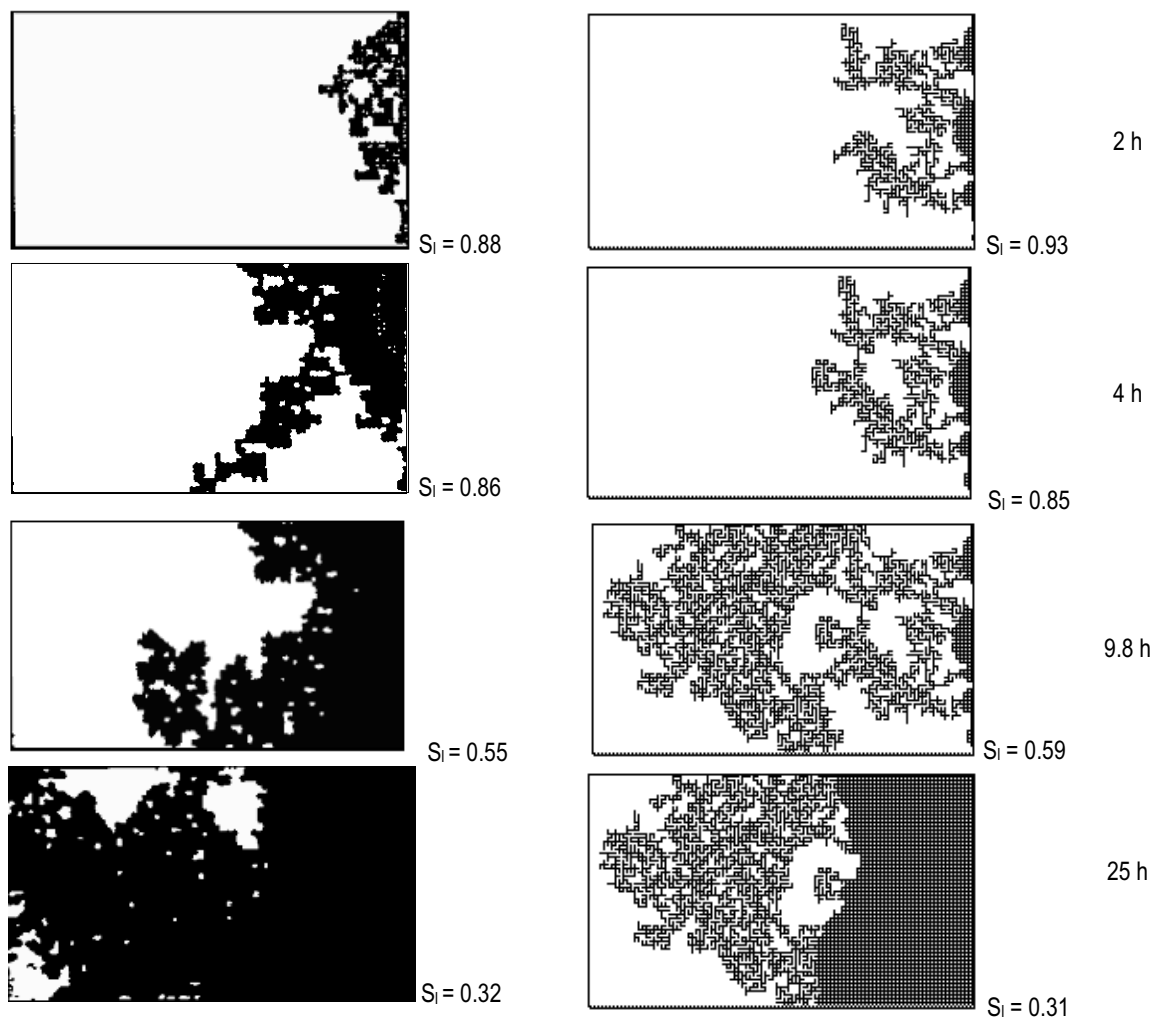 2 h
Sₗ = 0.88
Sₗ = 0.93
4 h
Sₗ = 0.86
Sₗ = 0.85
9.8 h
Sₗ = 0.55
Sₗ = 0.59
25 h
Sₗ = 0.32
Sₗ = 0.31